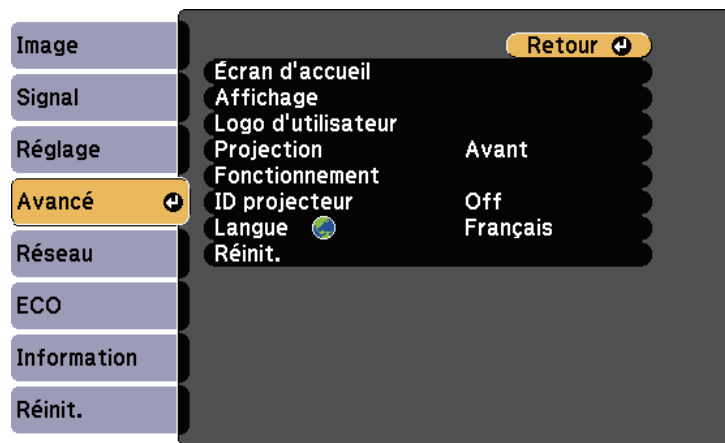 Image
Signal
Réglage
Avancé
Réseau
ECO
Information
Réinit.
Retour
Écran d'accueil
Affichage
Logo d'utilisateur
Projection Avant
Fonctionnement
ID projecteur Off
Langue Français
Réinit.